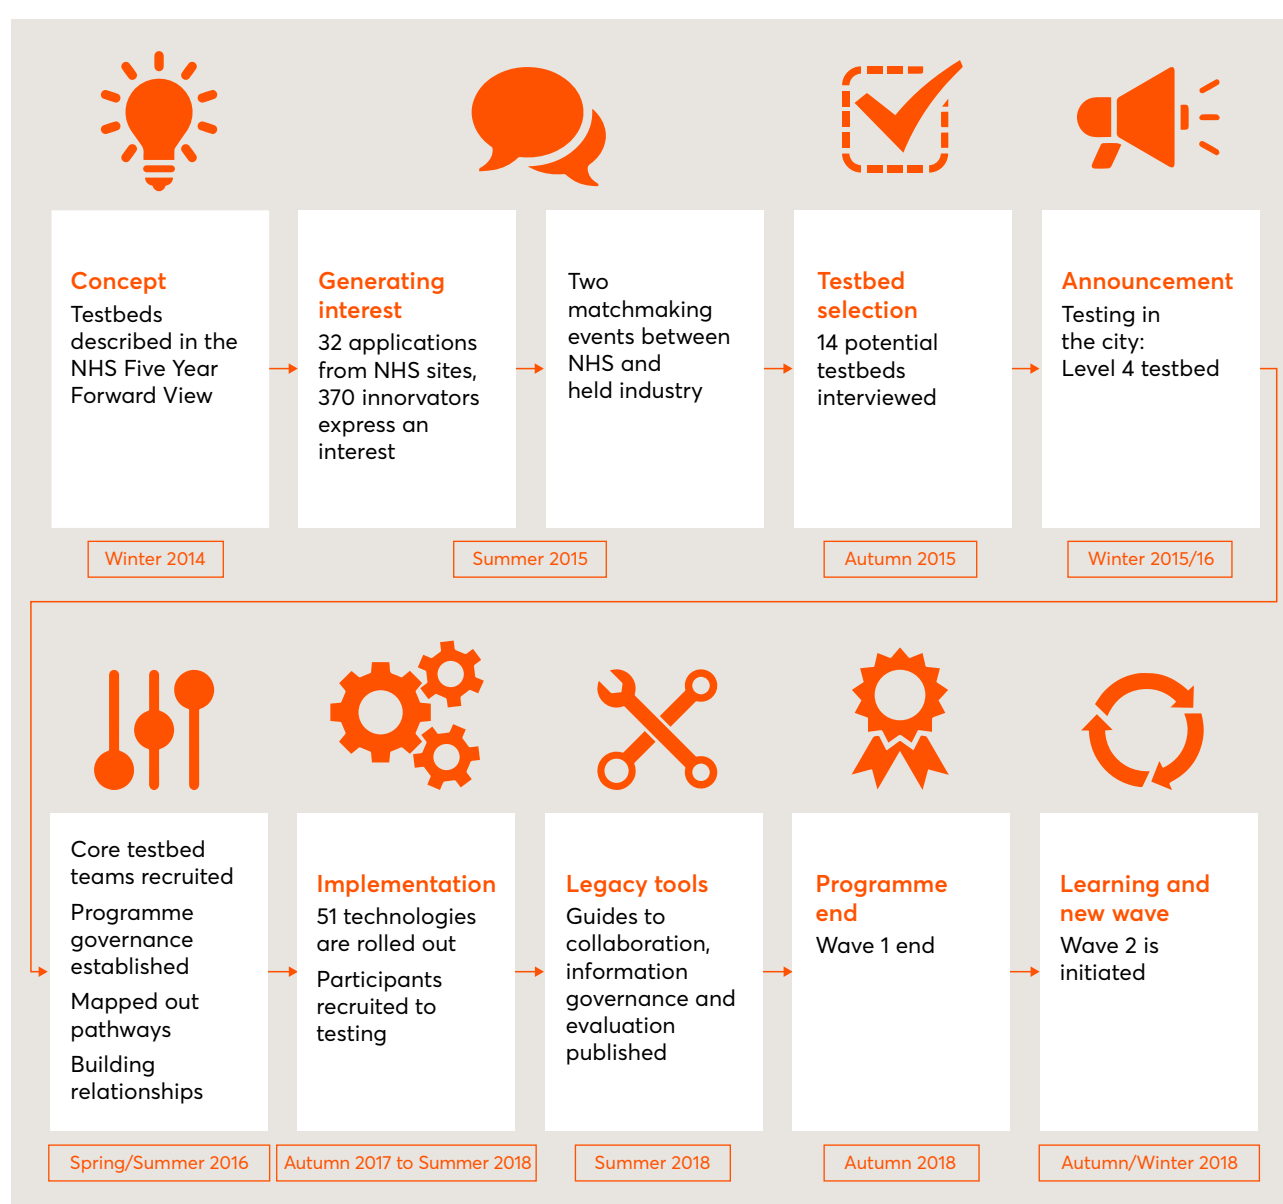 Concept
Testbeds
described in the
NHS Five Year
Forward View
Winter 2014
Generating
interest
32 applications
from NHS sites,
370 innorvators
express an
interest
Two
matchmaking
events between
NHS and
held industry
Summer 2015
Testbed
selection
14 potential
testbeds
interviewed
Autumn 2015
Announcement
Testing in
the city:
Level 4 testbed
Winter 2015/16
Core testbed
teams recruited
Programme
governance
established
Mapped out
pathways
Building
relationships
Spring/Summer 2016
Implementation
51 technologies
are rolled out
Participants
recruited to
testing
Autumn 2017 to Summer 2018
Legacy tools
Guides to
collaboration,
information
governance and
evaluation
published
Summer 2018
Programme
end
Wave 1 end
Autumn 2018
Learning and
new wave
Wave 2 is
initiated
Autumn/Winter 2018